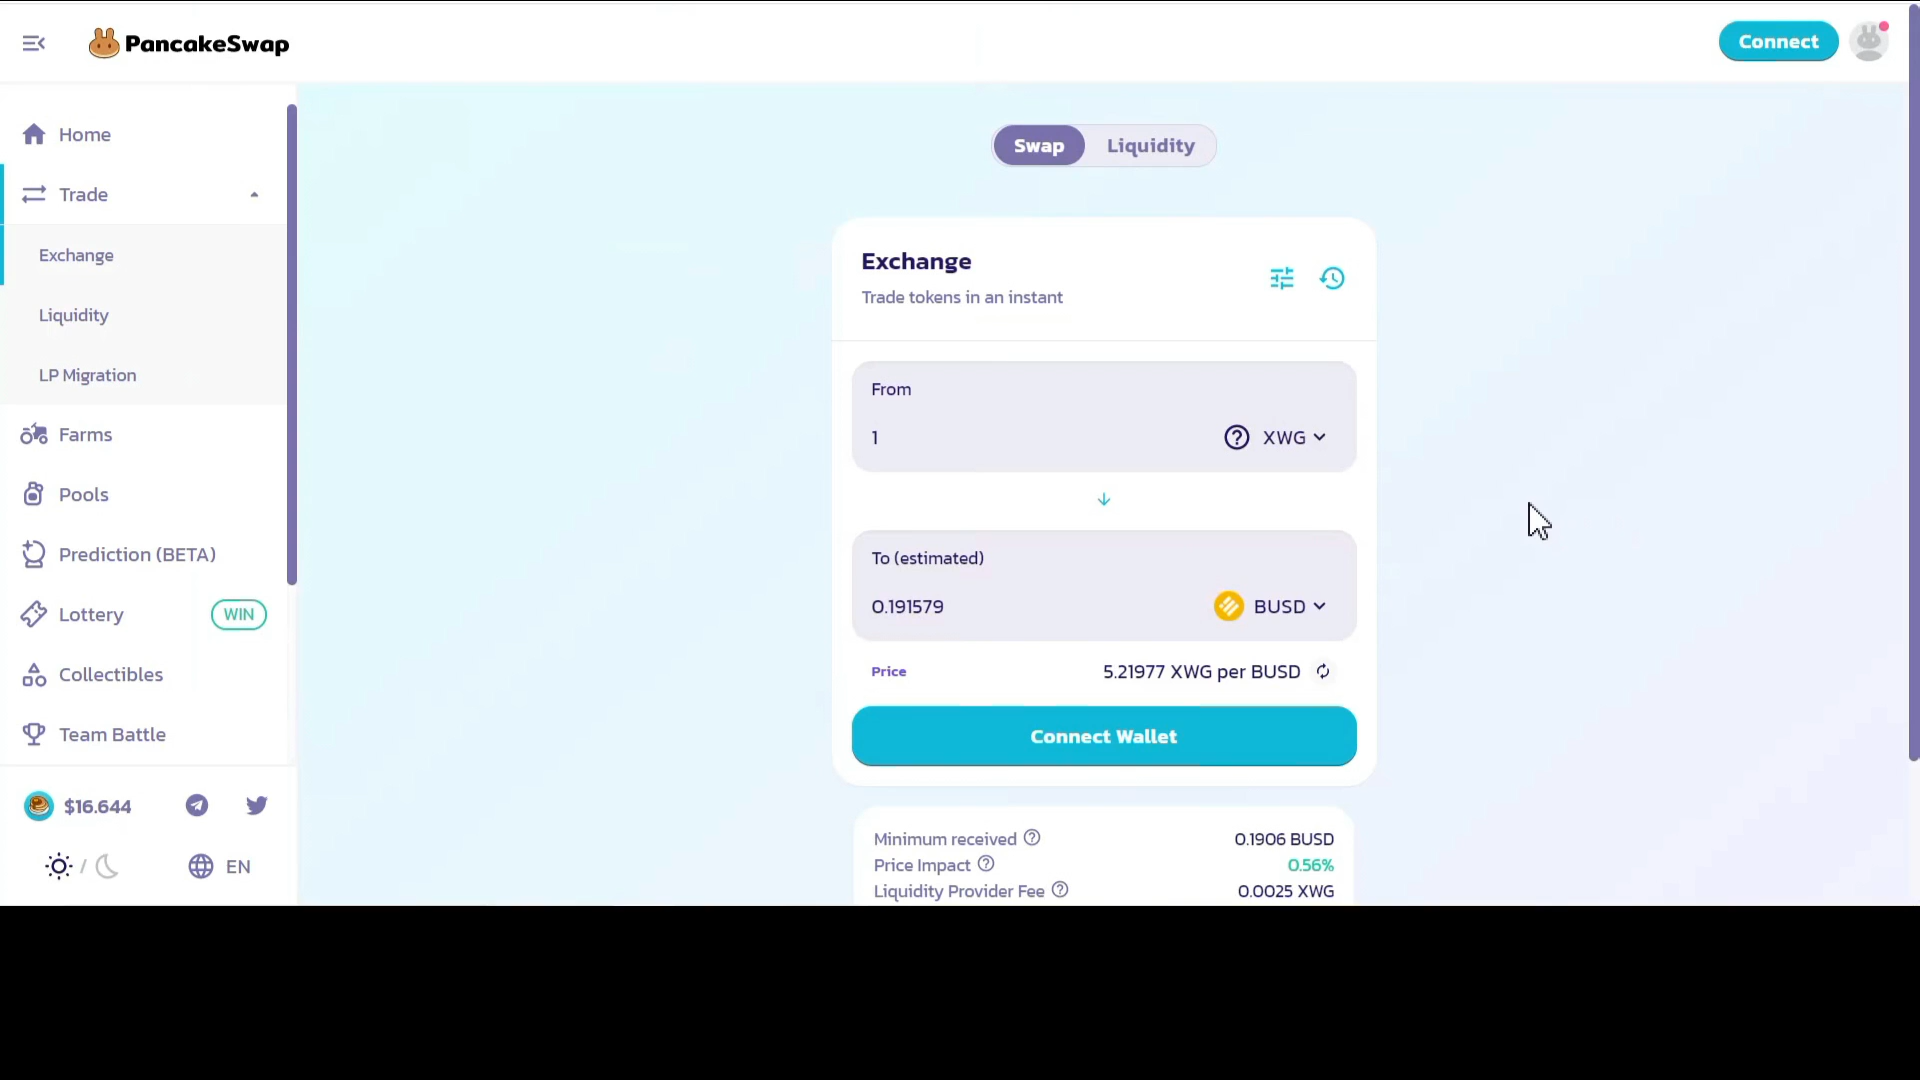 PancakeSwap
Connect
Home
Trade
Exchange
Liquidity
LP Migration
Farms
Pools
Prediction (BETA)
Lottery WIN
Collectibles
Team Battle
$16.644
/ EN
Swap Liquidity
Exchange
Trade tokens in an instant
From
1 XWG
To (estimated)
0.191579 BUSD
Price 5.21977 XWG per BUSD
Connect Wallet
Minimum received 0.1906 BUSD
Price Impact 0.56%
Liquidity Provider Fee 0.0025 XWG